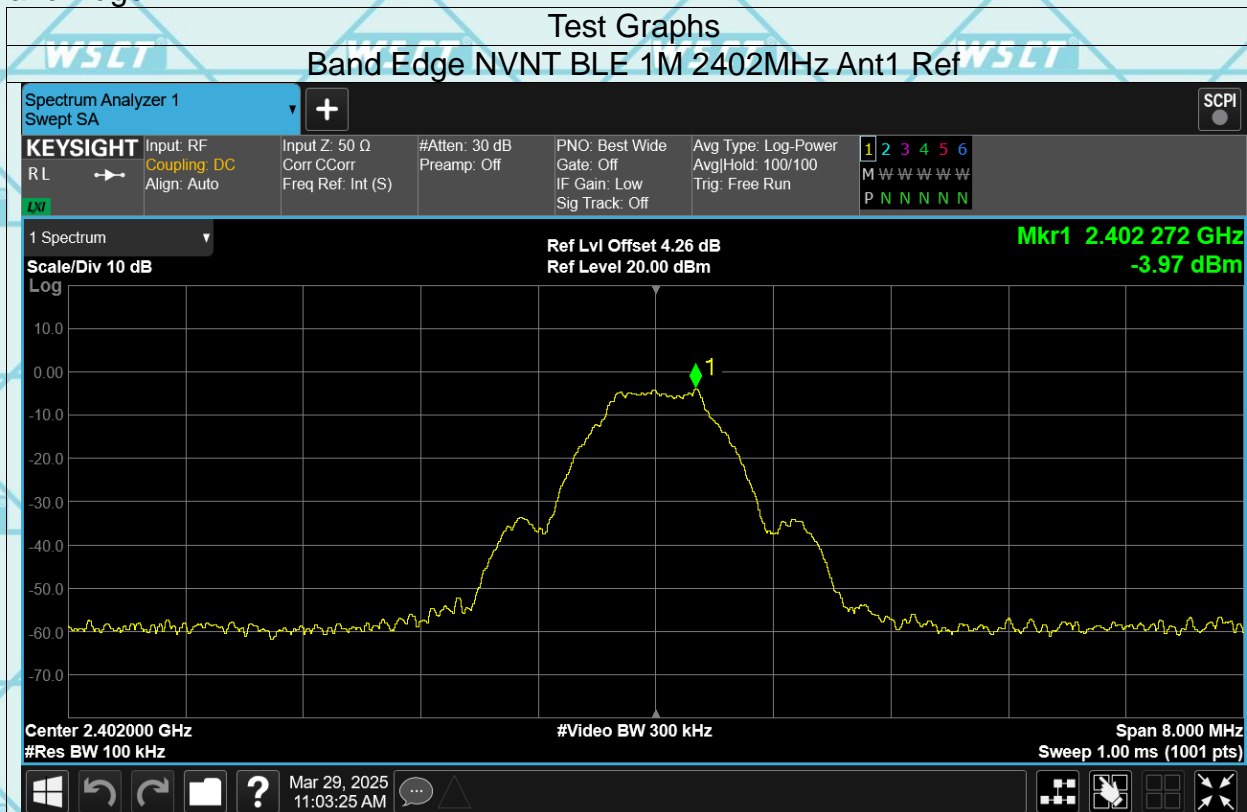 Test Graphs
WSCT WSCT WSCT
Band Edge NVNT BLE 1M 2402MHz Ant1 Ref
Spectrum Analyzer 1
Swept SA
+
SCPI
KEYSIGHT
R L
LXI
Input: RF
Coupling: DC
Align: Auto
Input Z: 50 Ω
Corr CCorr
Freq Ref: Int (S)
#Atten: 30 dB
Preamp: Off
PNO: Best Wide
Gate: Off
IF Gain: Low
Sig Track: Off
Avg Type: Log-Power
Avg|Hold: 100/100
Trig: Free Run
1 2 3 4 5 6
M W W W W W
P N N N N N
1 Spectrum
Scale/Div 10 dB
Log
Ref Lvl Offset 4.26 dB
Ref Level 20.00 dBm
Mkr1 2.402 272 GHz
-3.97 dBm
1
10.0
0.00
-10.0
-20.0
-30.0
-40.0
-50.0
-60.0
-70.0
Center 2.402000 GHz
#Res BW 100 kHz
#Video BW 300 kHz
Span 8.000 MHz
Sweep 1.00 ms (1001 pts)
?
Mar 29, 2025
11:03:25 AM